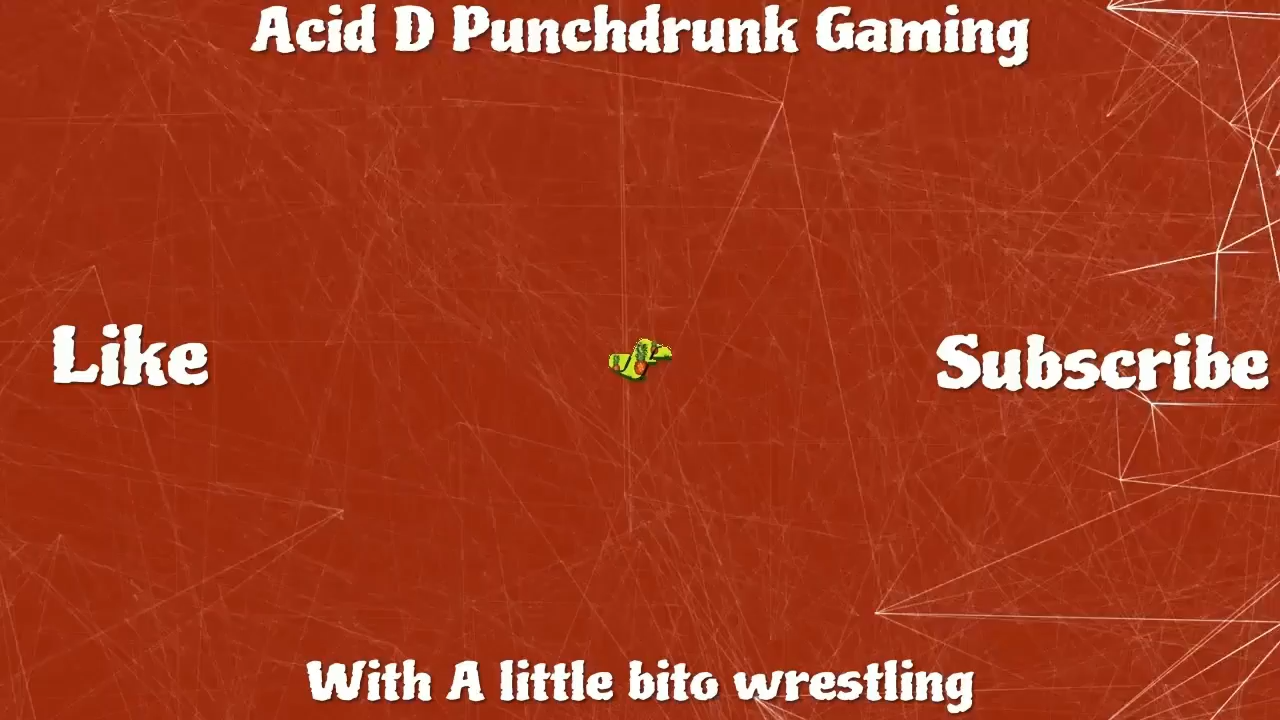 Acid D Punchdrunk Gaming
Like
Subscribe
With A little bito wrestling